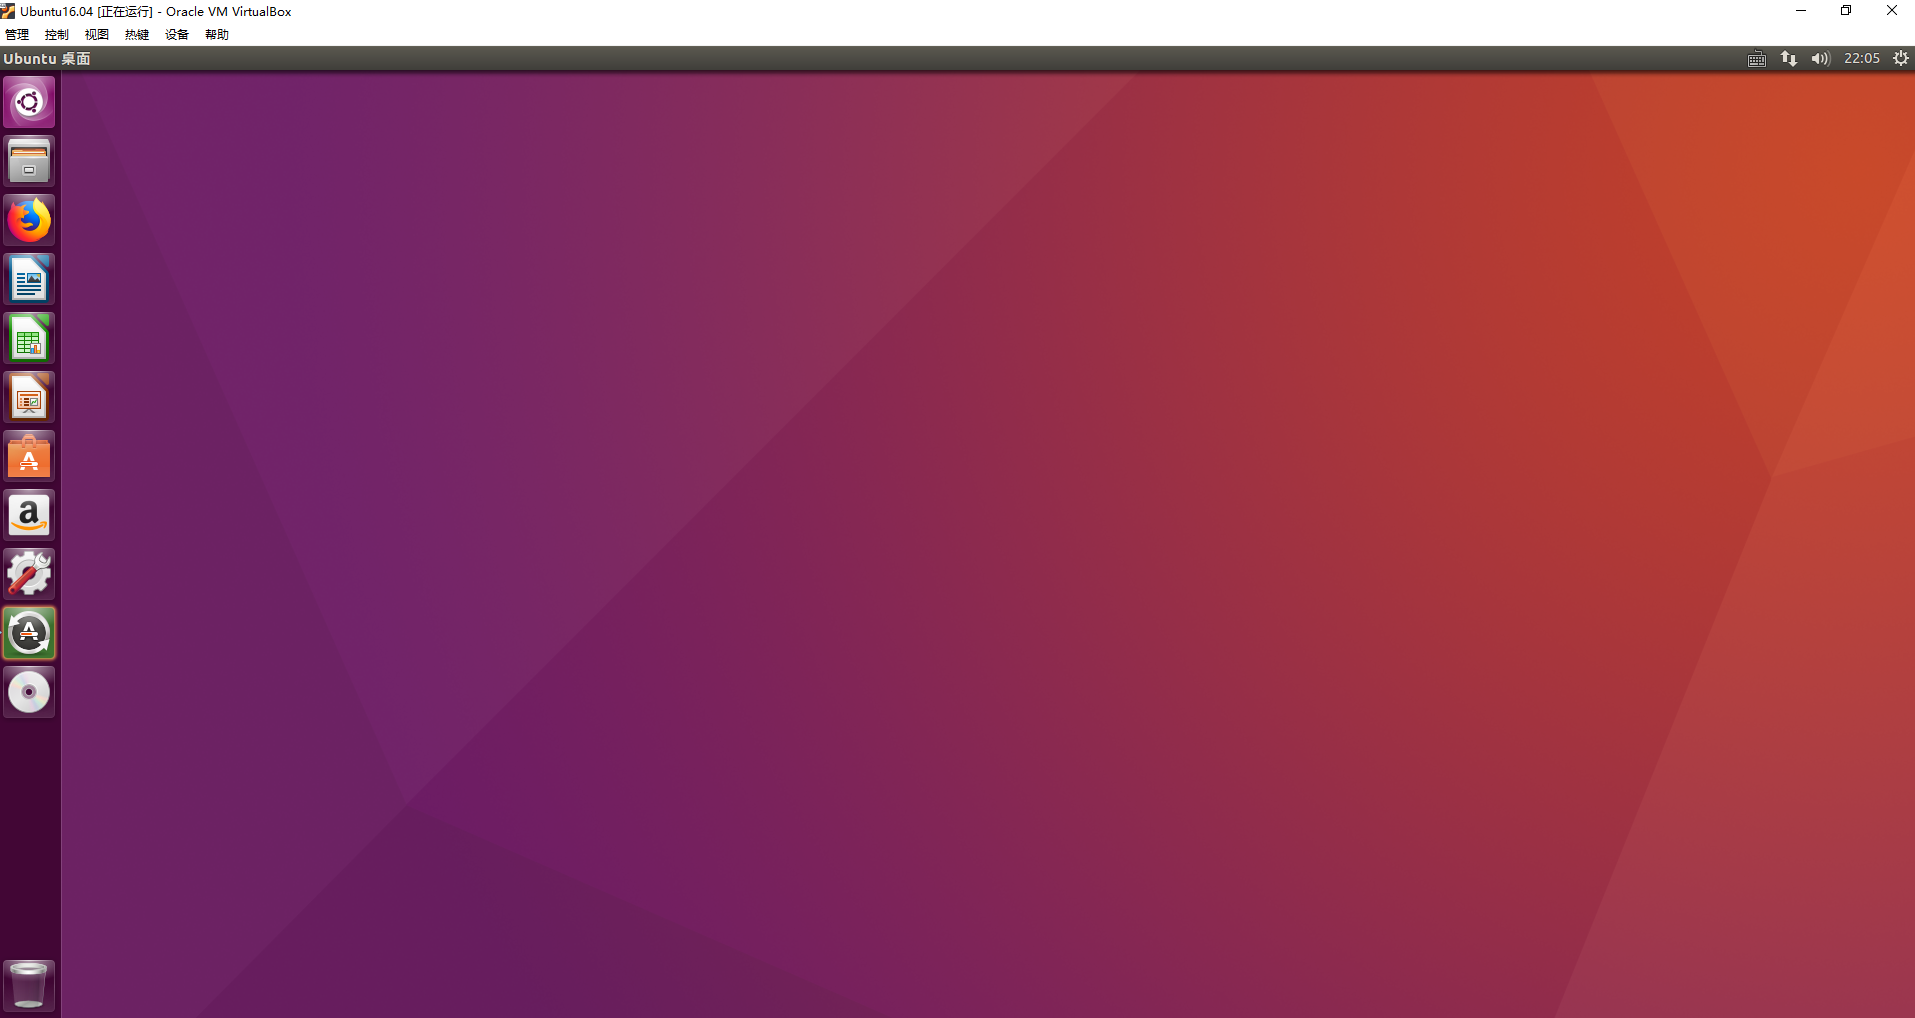 Ubuntu16.04 [正在运行] - Oracle VM VirtualBox
管理 控制 视图 热键 设备 帮助
Ubuntu 桌面 22:05